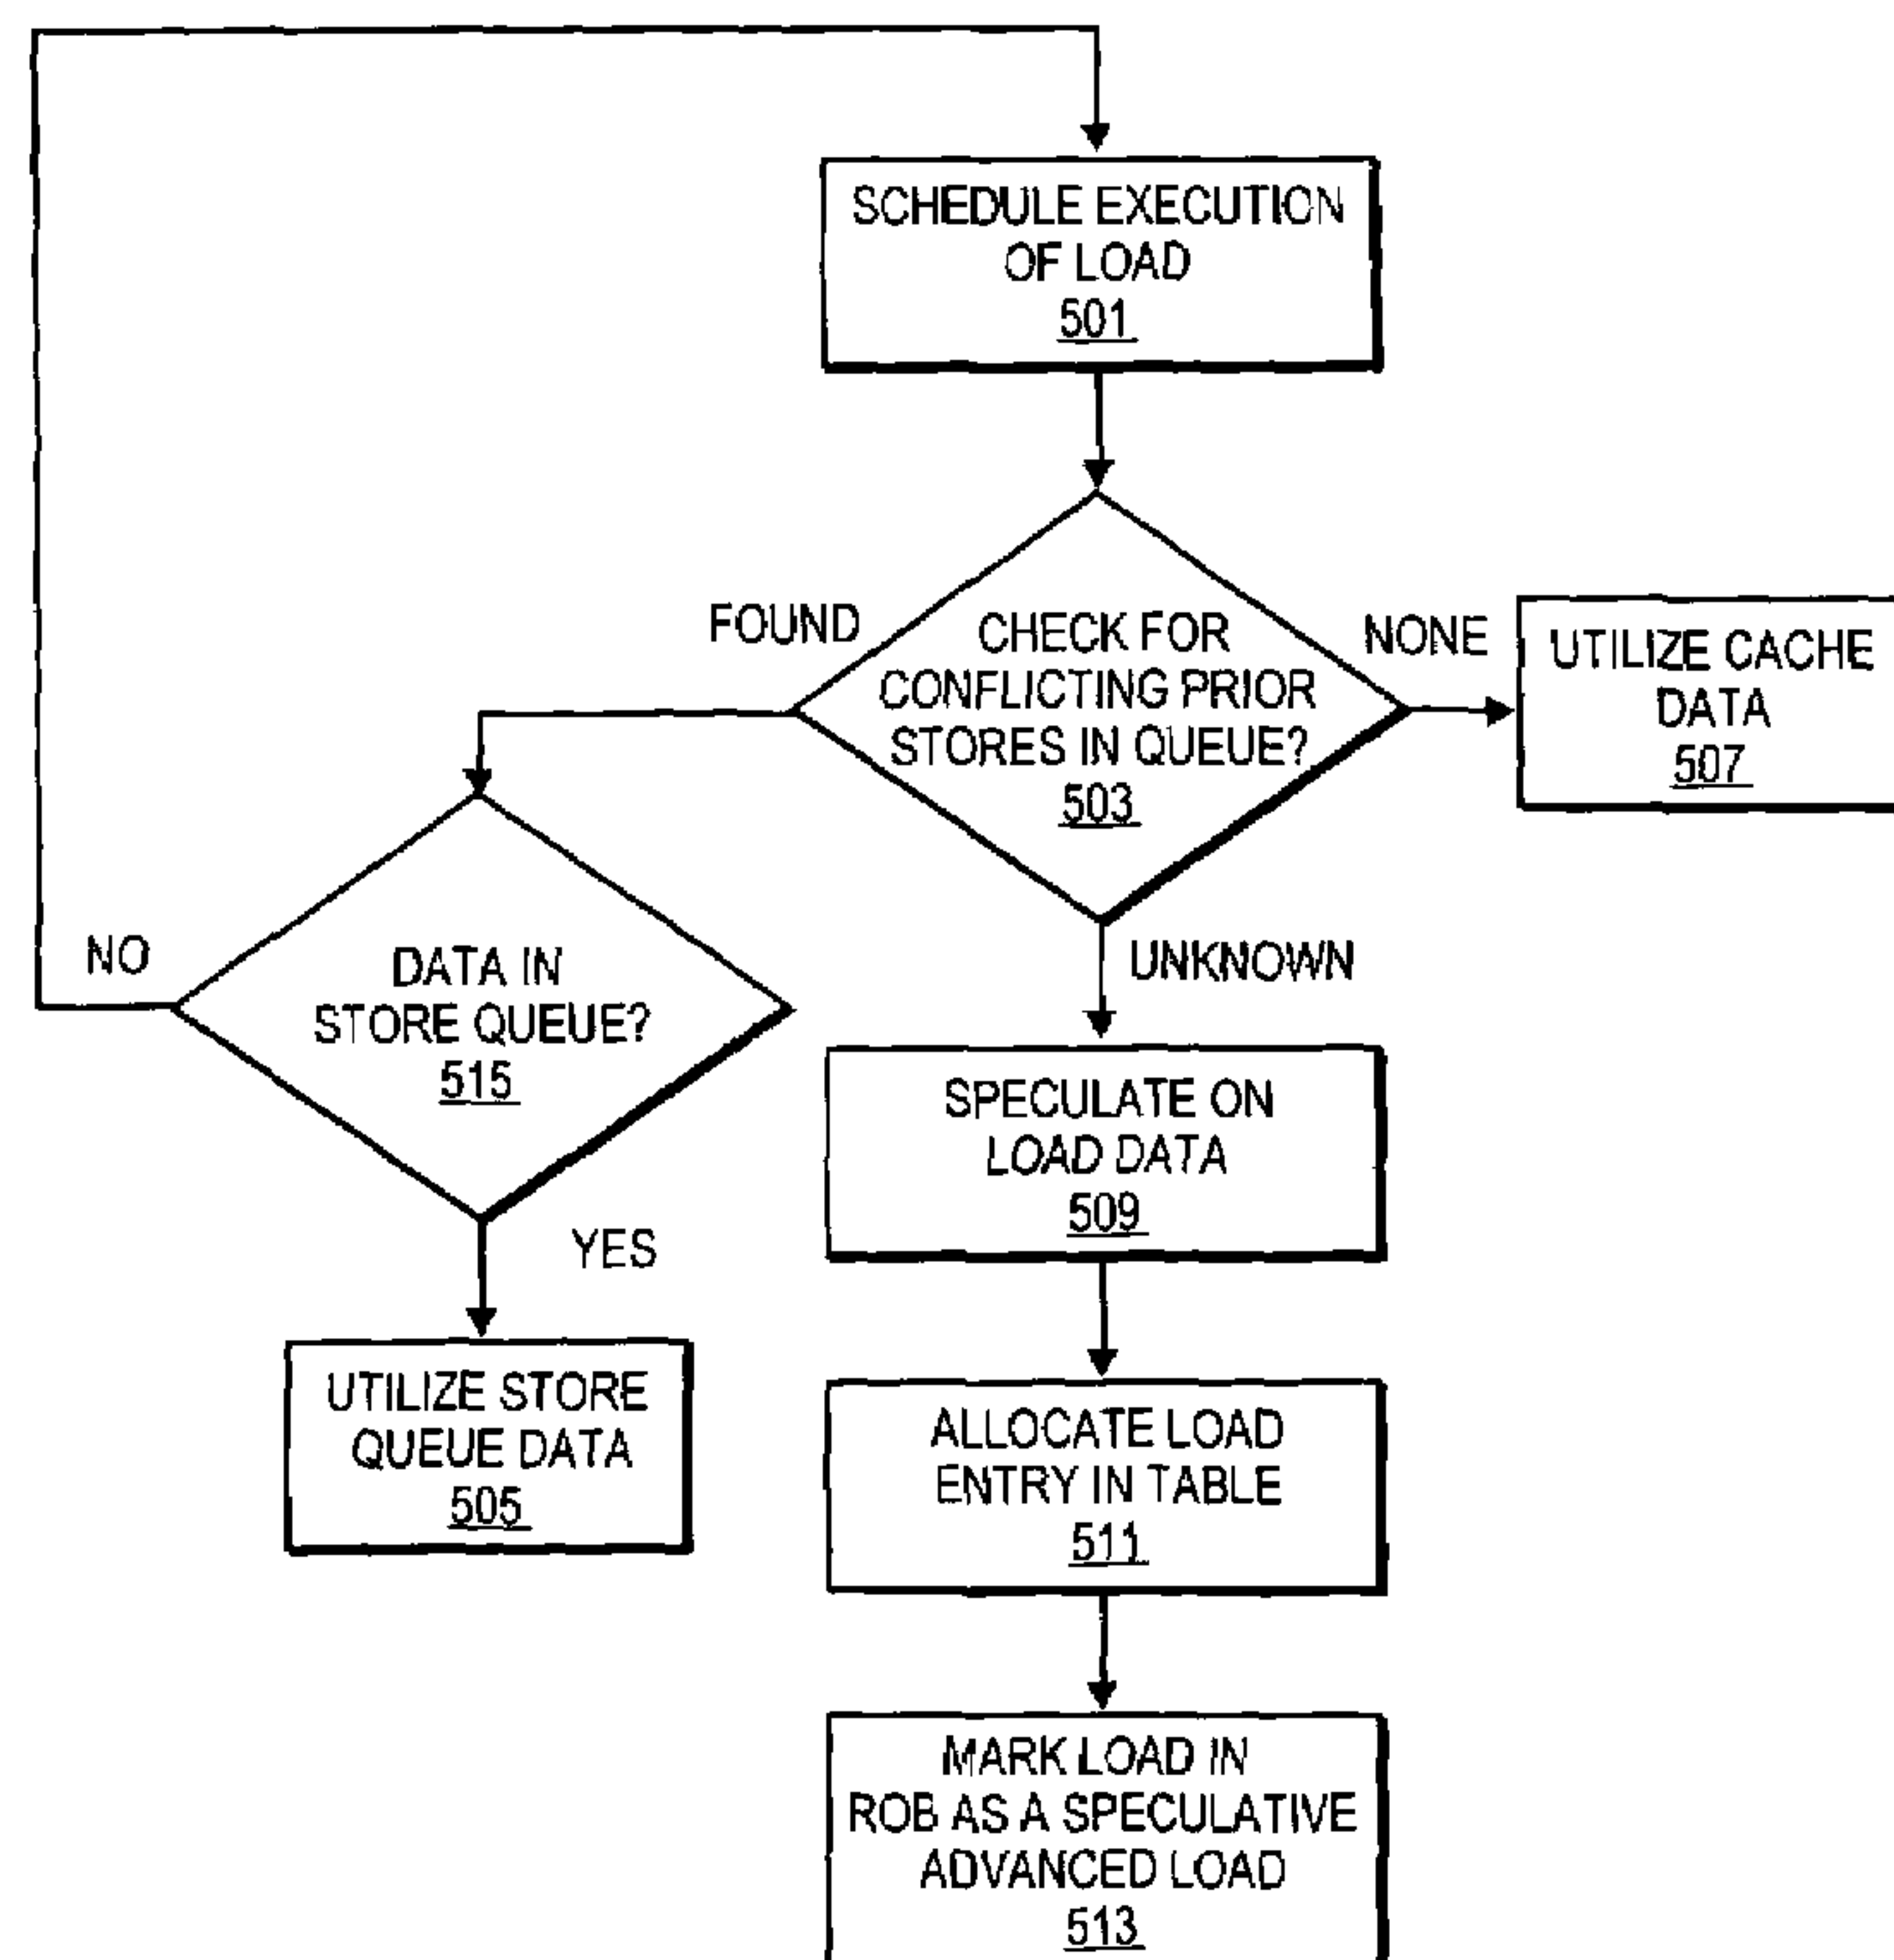 SCHEDULE EXECUTION
OF LOAD
501
FOUND
CHECK FOR
CONFLICTING PRIOR
STORES IN QUEUE?
503
NONE
UTILIZE CACHE
DATA
507
NO
DATA IN
STORE QUEUE?
515
UNKNOWN
SPECULATE ON
LOAD DATA
509
YES
UTILIZE STORE
QUEUE DATA
505
ALLOCATE LOAD
ENTRY IN TABLE
511
MARK LOAD IN
ROB AS A SPECULATIVE
ADVANCED LOAD
513